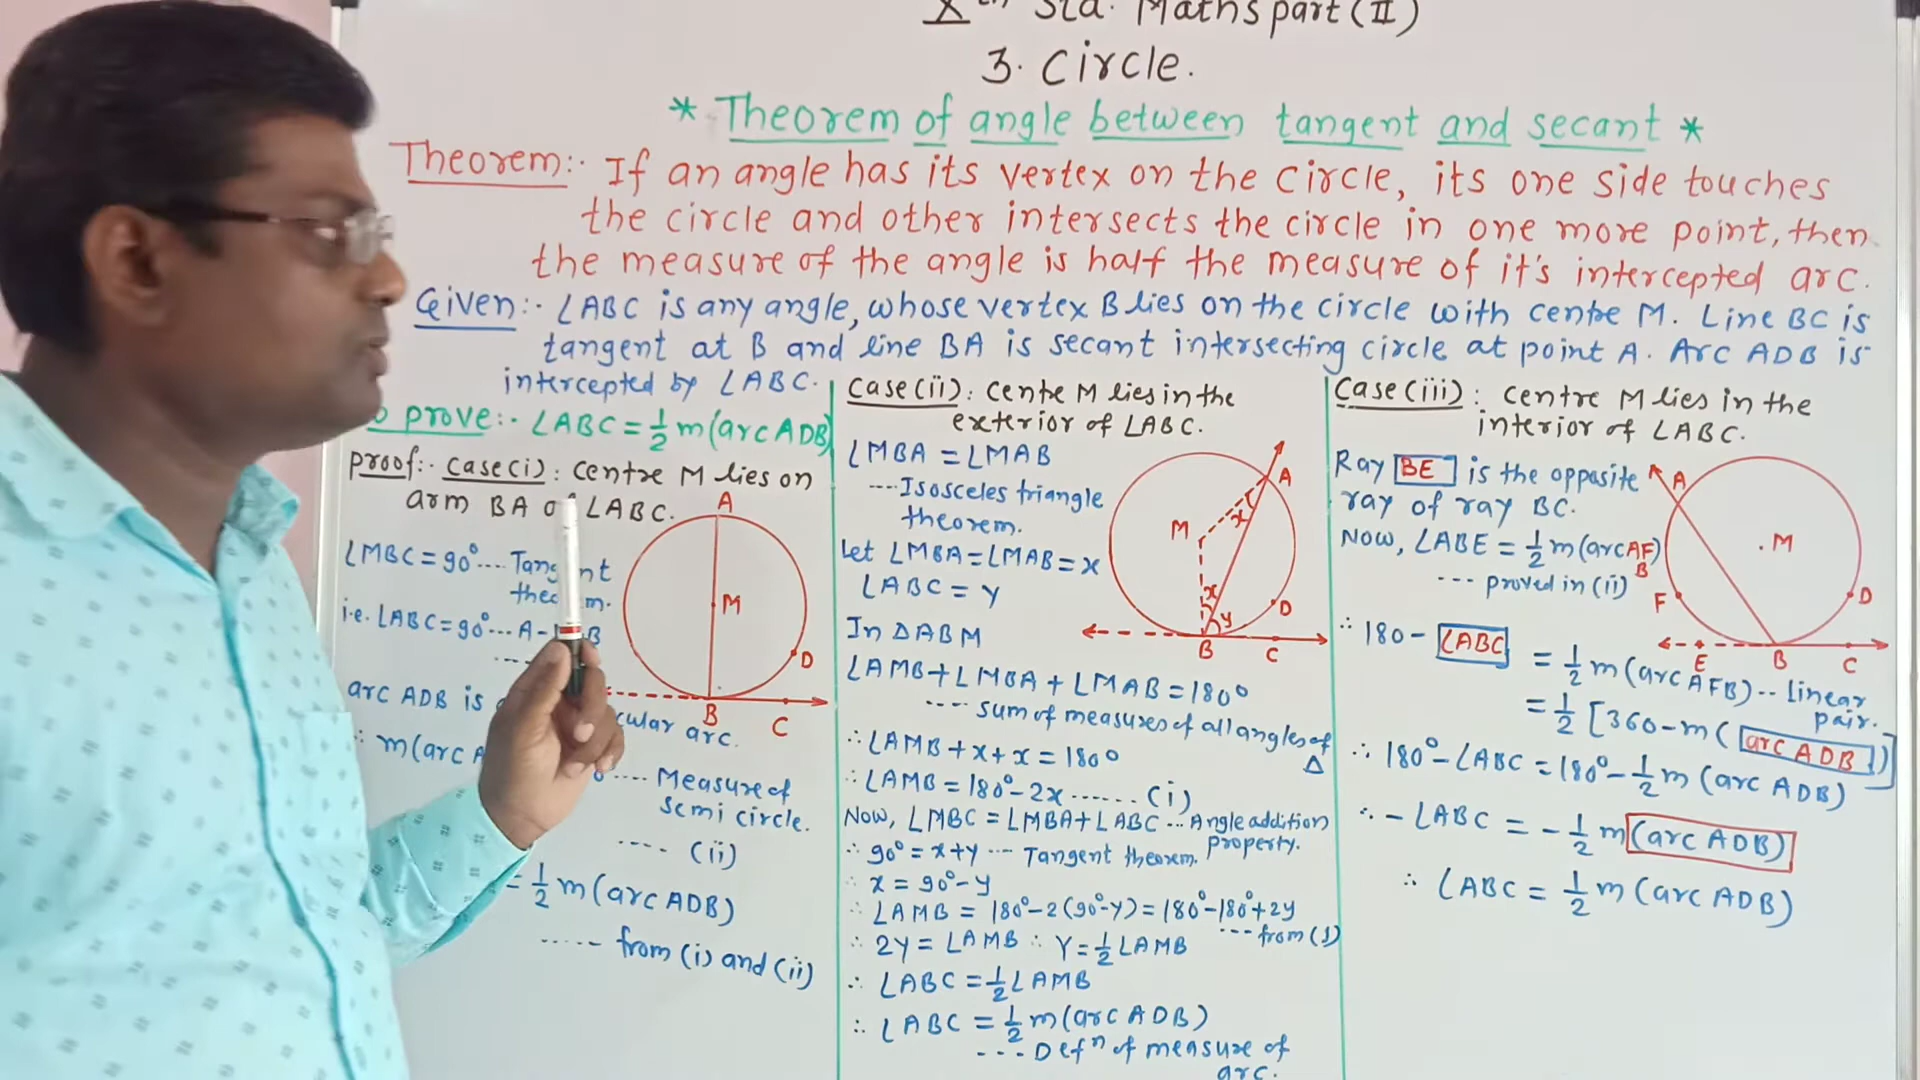 Xth Std. Maths part (II)
3. Circle.
* Theorem of angle between tangent and secant *
Theorem:- If an angle has its vertex on the circle, its one side touches
the circle and other intersects the circle in one more point, then
the measure of the angle is half the measure of it's intercepted arc.
Given:- ∠ABC is any angle, whose vertex B lies on the circle with centre M. Line BC is
tangent at B and line BA is secant intersecting circle at point A. Arc ADB is
intercepted by ∠ABC.
prove:- ∠ABC = 1/2 m(arc ADB)
Proof:- Case(i): centre M lies on
arm BA ∠ABC.
∠MBC = 90° ....
i.e. ∠ABC = 90° ...
....
arc ADB is
cular arc.
∴ m(arc A
.... Measure of
semi circle.
.... (ii)
= 1/2 m(arc ADB)
..... from (i) and (ii)
A
M
D
B
C
Case(ii): Centre M lies in the
exterior of ∠ABC.
∠MBA = ∠MAB
.... Isosceles triangle
theorem.
let ∠MBA = ∠MAB = x
∠ABC = y
In ΔABM
∠AMB + ∠MBA + ∠MAB = 180°
.... sum of measures of all angles of
Δ
∴ ∠AMB + x + x = 180°
∴ ∠AMB = 180° - 2x ...... (i)
Now, ∠MBC = ∠MBA + ∠ABC ... Angle addition
property.
∴ 90° = x + y .... Tangent theorem.
∴ x = 90° - y
∴ ∠AMB = 180° - 2(90° - y) = 180° - 180° + 2y
.... from (1)
∴ 2y = ∠AMB ∴ y = 1/2 ∠AMB
∴ ∠ABC = 1/2 ∠AMB
∴ ∠ABC = 1/2 m(arc ADB)
.... Defn of measure of
arc.
A
M
x
x
y
D
B
C
Case(iii): Centre M lies in the
interior of ∠ABC.
Ray BE is the opposite
ray of ray BC.
Now, ∠ABE = 1/2 m(arc AF
B)
.... proved in (ii)
∴ 180 - ∠ABC = 1/2 m(arc AFB) .. linear
pair.
= 1/2 [360 - m(arc ADB)]
∴ 180° - ∠ABC = 180° - 1/2 m(arc ADB)
∴ - ∠ABC = - 1/2 m(arc ADB)
∴ ∠ABC = 1/2 m(arc ADB)
A
M
F
D
E
B
C